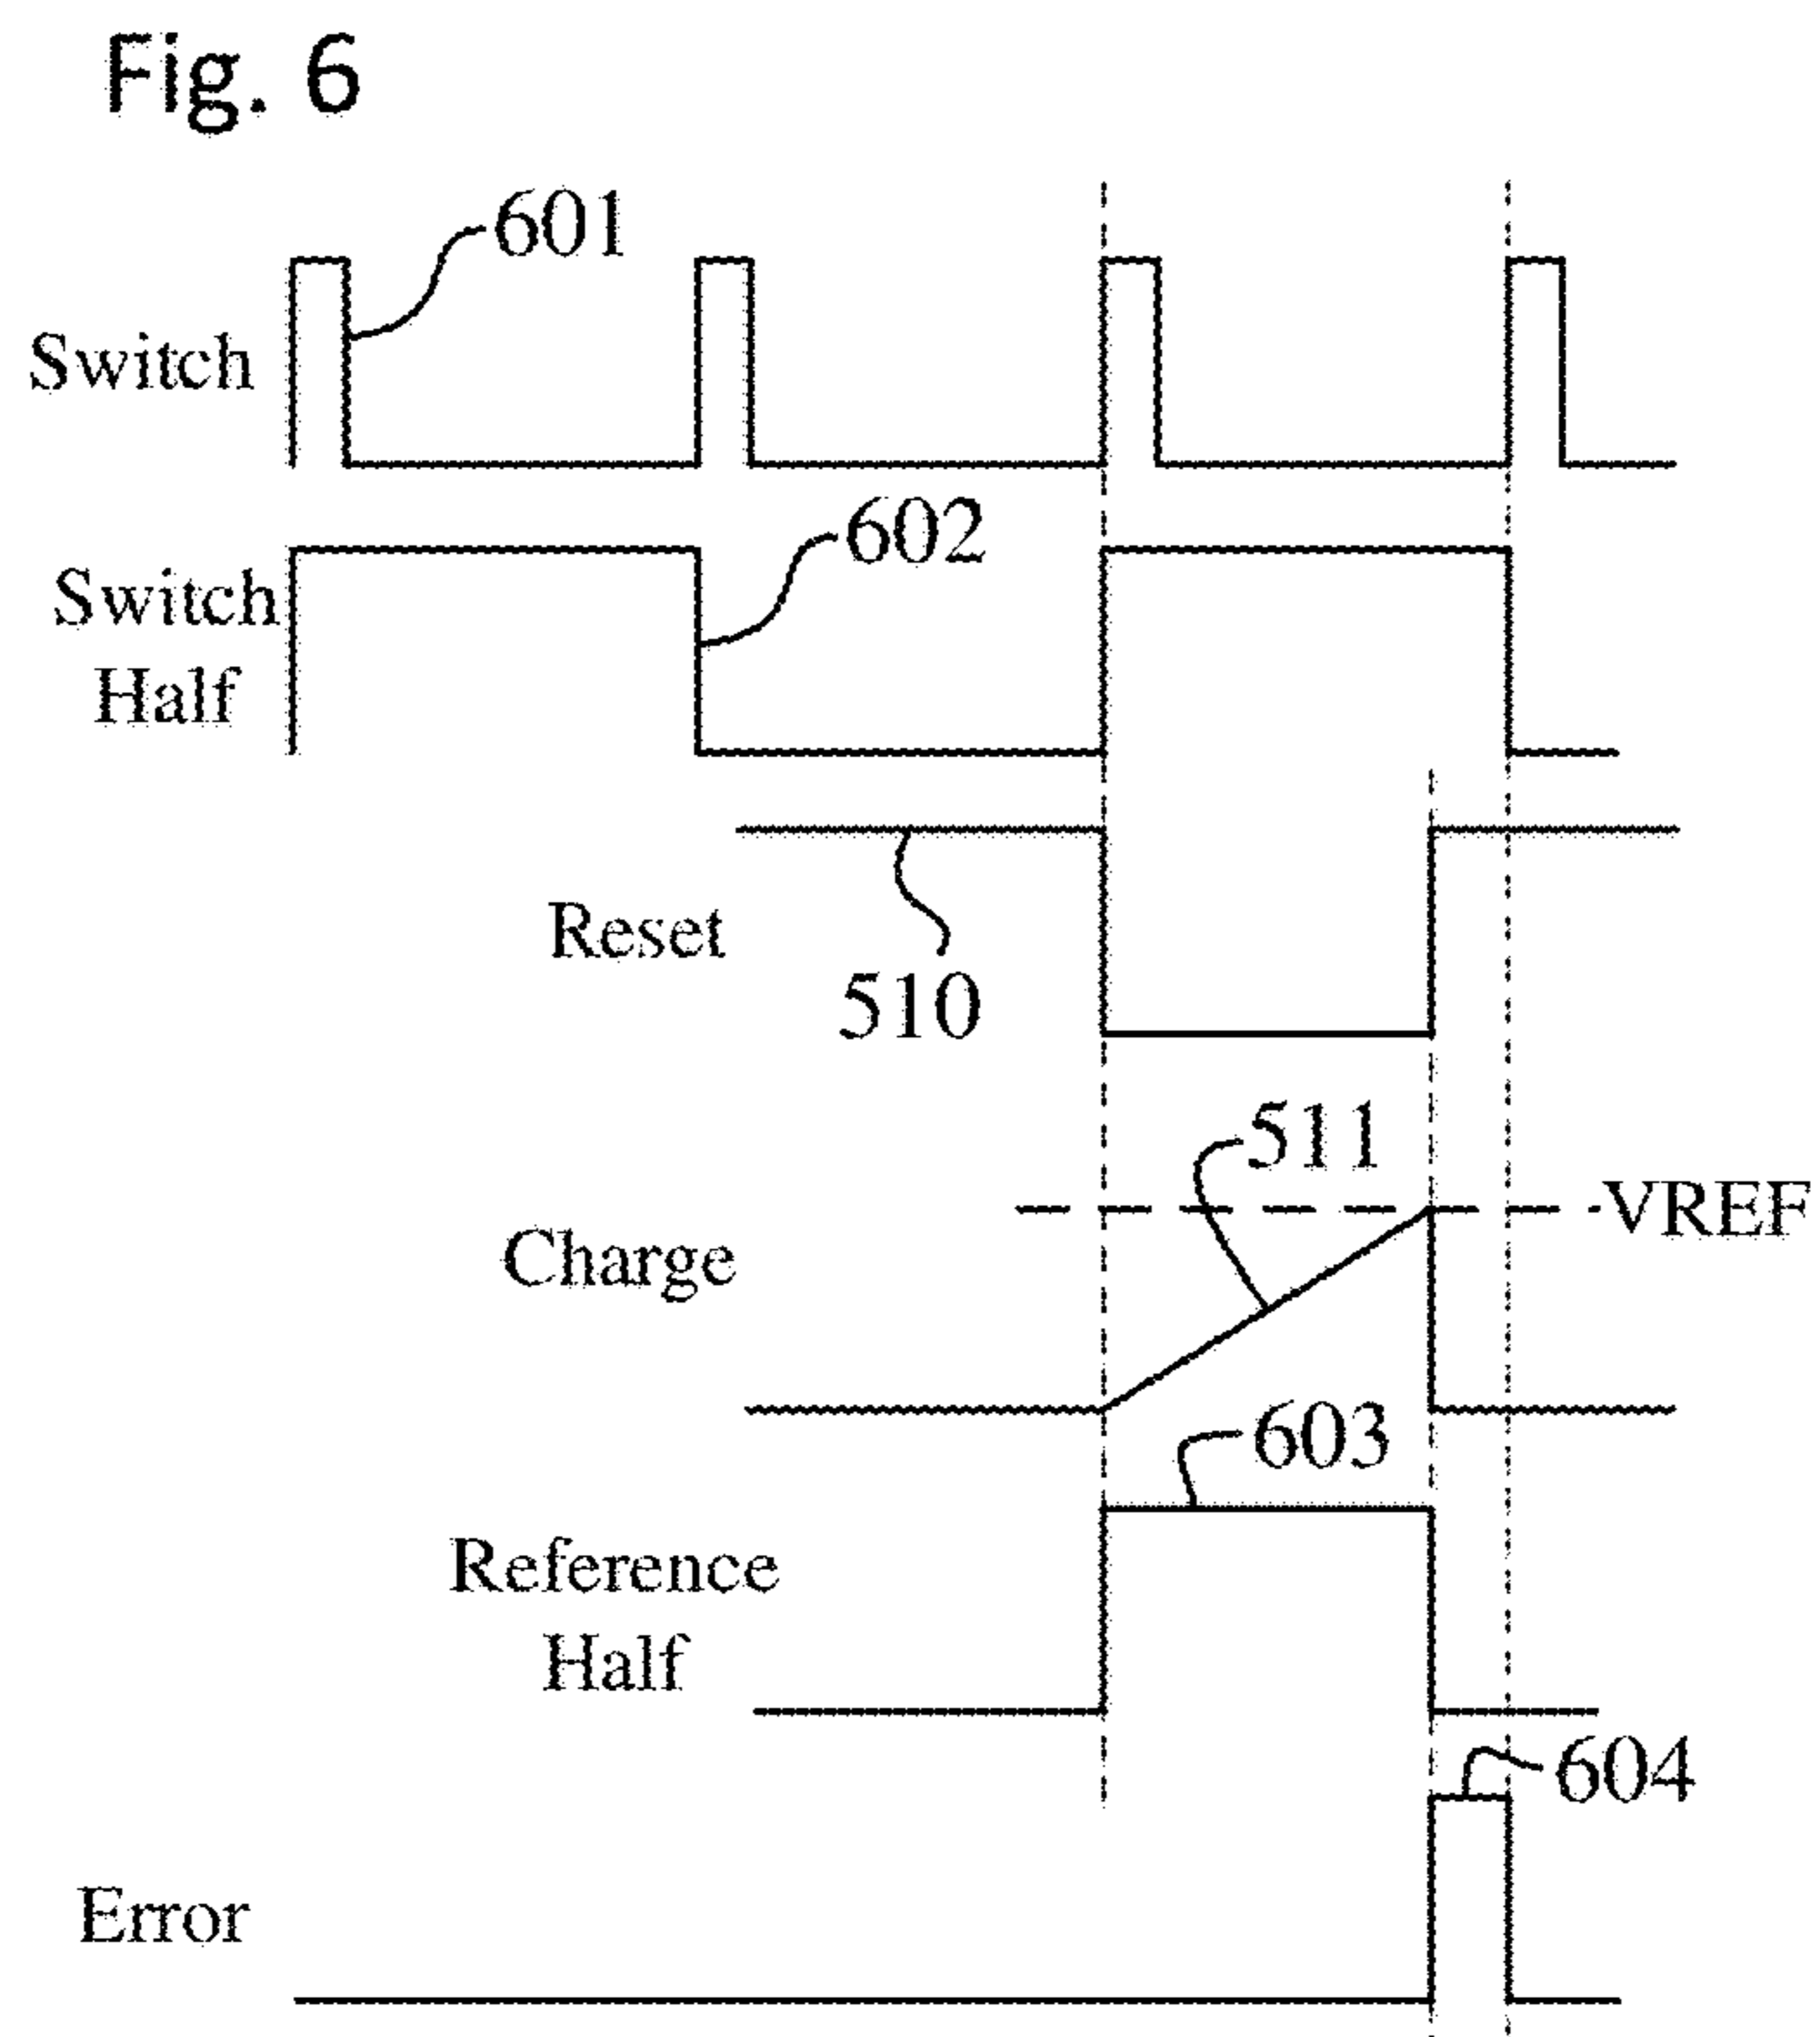 Fig. 6
601
Switch
602
Switch
Half
Reset
510
511
VREF
Charge
603
Reference
Half
604
Error